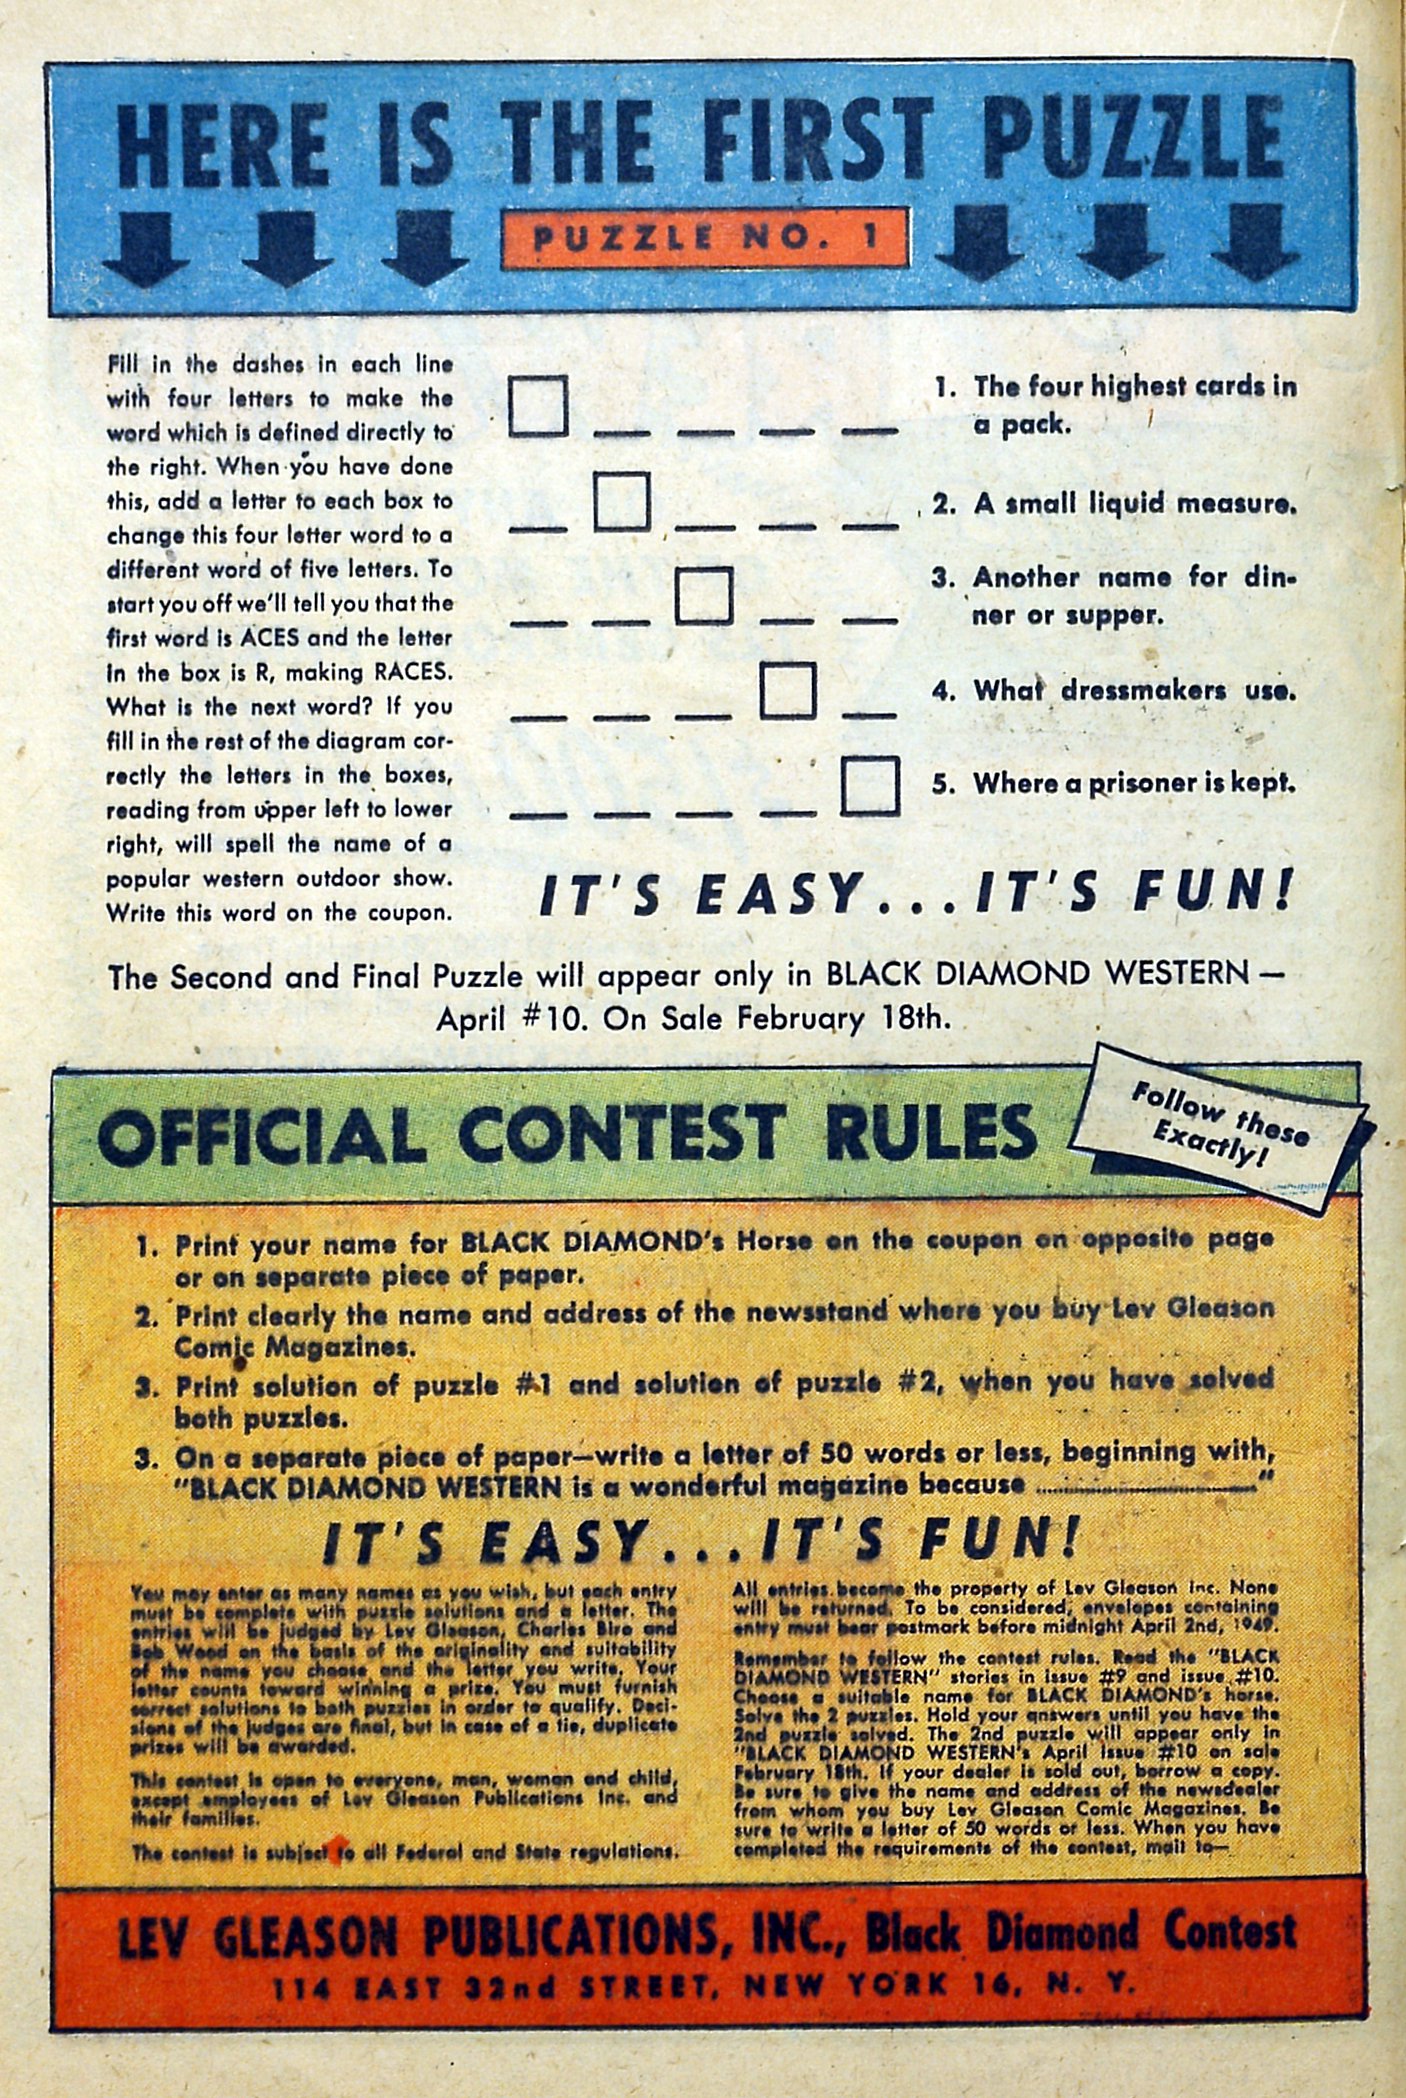 HERE IS THE FIRST PUZZLE
PUZZLE NO. 1
Fill in the dashes in each line
with four letters to make the
word which is defined directly to
the right. When you have done
this, add a letter to each box to
change this four letter word to a
different word of five letters. To
start you off we'll tell you that the
first word is ACES and the letter
In the box is R, making RACES.
What is the next word? If you
fill in the rest of the diagram cor-
rectly the letters in the boxes,
reading from upper left to lower
right, will spell the name of a
popular western outdoor show.
Write this word on the coupon.
1. The four highest cards in
a pack.
2. A small liquid measure.
3. Another name for din-
ner or supper.
4. What dressmakers use.
5. Where a prisoner is kept.
IT'S EASY...IT'S FUN!
The Second and Final Puzzle will appear only in BLACK DIAMOND WESTERN —
April #10. On Sale February 18th.
OFFICIAL CONTEST RULES
Follow these
Exactly!
1. Print your name for BLACK DIAMOND's Horse on the coupon on opposite page
or on separate piece of paper.
2. Print clearly the name and address of the newsstand where you buy Lev Gleason
Comic Magazines.
3. Print solution of puzzle #1 and solution of puzzle #2, when you have solved
both puzzles.
3. On a separate piece of paper—write a letter of 50 words or less, beginning with,
"BLACK DIAMOND WESTERN is a wonderful magazine because ................................"
IT'S EASY...IT'S FUN!
You may enter as many names as you wish, but each entry
must be complete with puzzle solutions and a letter. The
entries will be judged by Lev Gleason, Charles Biro and
Bob Wood on the basis of the originality and suitability
of the name you choose and the letter you write. Your
letter counts toward winning a prize. You must furnish
correct solutions to both puzzles in order to qualify. Deci-
sions of the judges are final, but in case of a tie, duplicate
prizes will be awarded.
This contest is open to everyone, man, woman and child,
except employees of Lev Gleason Publications Inc. and
their families.
The contest is subject to all Federal and State regulations.
All entries become the property of Lev Gleason Inc. None
will be returned. To be considered, envelopes containing
entry must bear postmark before midnight April 2nd, 1949.
Remember to follow the contest rules. Read the "BLACK
DIAMOND WESTERN" stories in issue #9 and issue #10.
Choose a suitable name for BLACK DIAMOND's horse.
Solve the 2 puzzles. Hold your answers until you have the
2nd puzzle solved. The 2nd puzzle will appear only in
"BLACK DIAMOND WESTERN's April Issue #10 on sale
February 18th. If your dealer is sold out, borrow a copy.
Be sure to give the name and address of the newsdealer
from whom you buy Lev Gleason Comic Magazines. Be
sure to write a letter of 50 words or less. When you have
completed the requirements of the contest, mail to—
LEV GLEASON PUBLICATIONS, INC., Black Diamond Contest
114 EAST 32nd STREET, NEW YORK 16, N. Y.